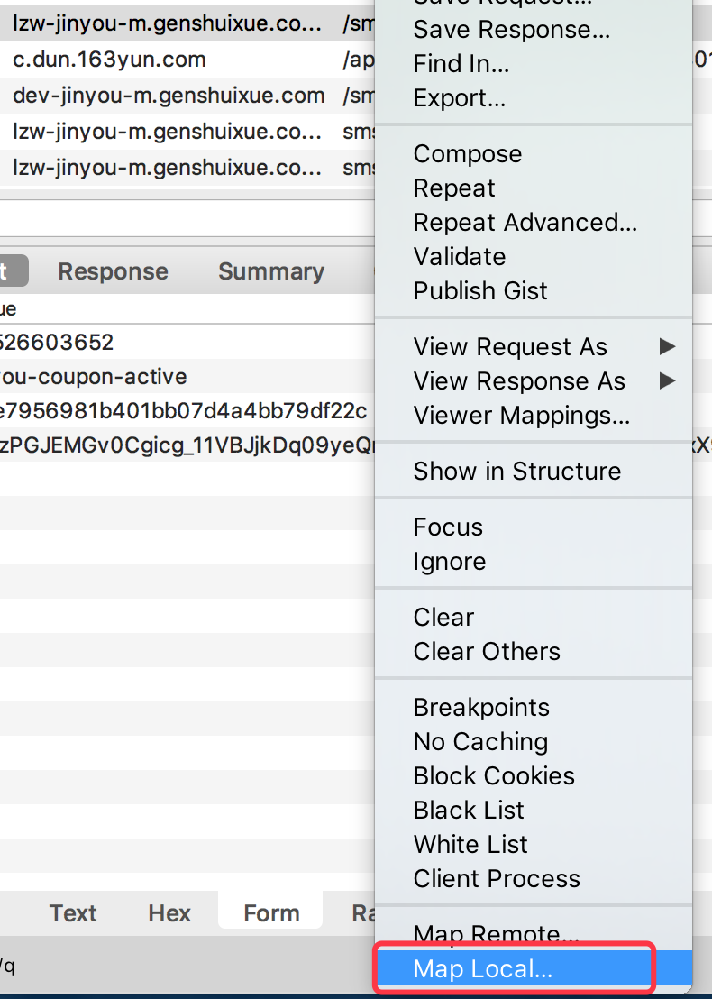 lzw-jinyou-m.genshuixue.co... /sm
c.dun.163yun.com /ap
dev-jinyou-m.genshuixue.com /sm
lzw-jinyou-m.genshuixue.co... sms
lzw-jinyou-m.genshuixue.co... sms
t Response Summary
ue
526603652
you-coupon-active
e7956981b401bb07d4a4bb79df22c
zPGJEMGv0Cgicg_11VBJjkDq09yeQ
Text Hex Form Ra
/q
Save Request...
Save Response...
Find In...
Export...
Compose
Repeat
Repeat Advanced...
Validate
Publish Gist
View Request As
View Response As
Viewer Mappings...
Show in Structure
Focus
Ignore
Clear
Clear Others
Breakpoints
No Caching
Block Cookies
Black List
White List
Client Process
Map Remote...
Map Local...